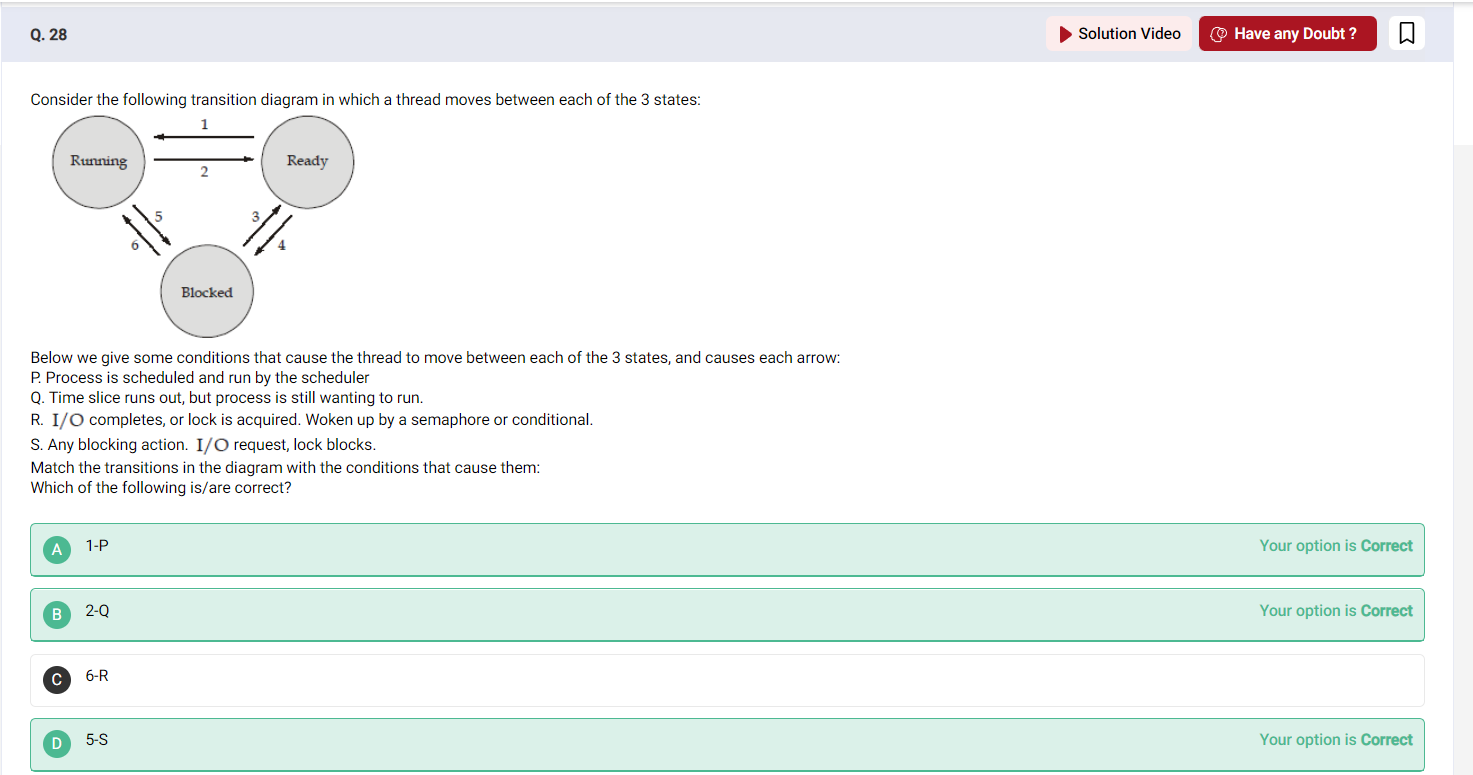 Q. 28
Solution Video
Have any Doubt ?
Consider the following transition diagram in which a thread moves between each of the 3 states:
1
Running
Ready
2
5
3
6
4
Blocked
Below we give some conditions that cause the thread to move between each of the 3 states, and causes each arrow:
P. Process is scheduled and run by the scheduler
Q. Time slice runs out, but process is still wanting to run.
R. I/O completes, or lock is acquired. Woken up by a semaphore or conditional.
S. Any blocking action. I/O request, lock blocks.
Match the transitions in the diagram with the conditions that cause them:
Which of the following is/are correct?
A 1-P Your option is Correct
B 2-Q Your option is Correct
C 6-R
D 5-S Your option is Correct